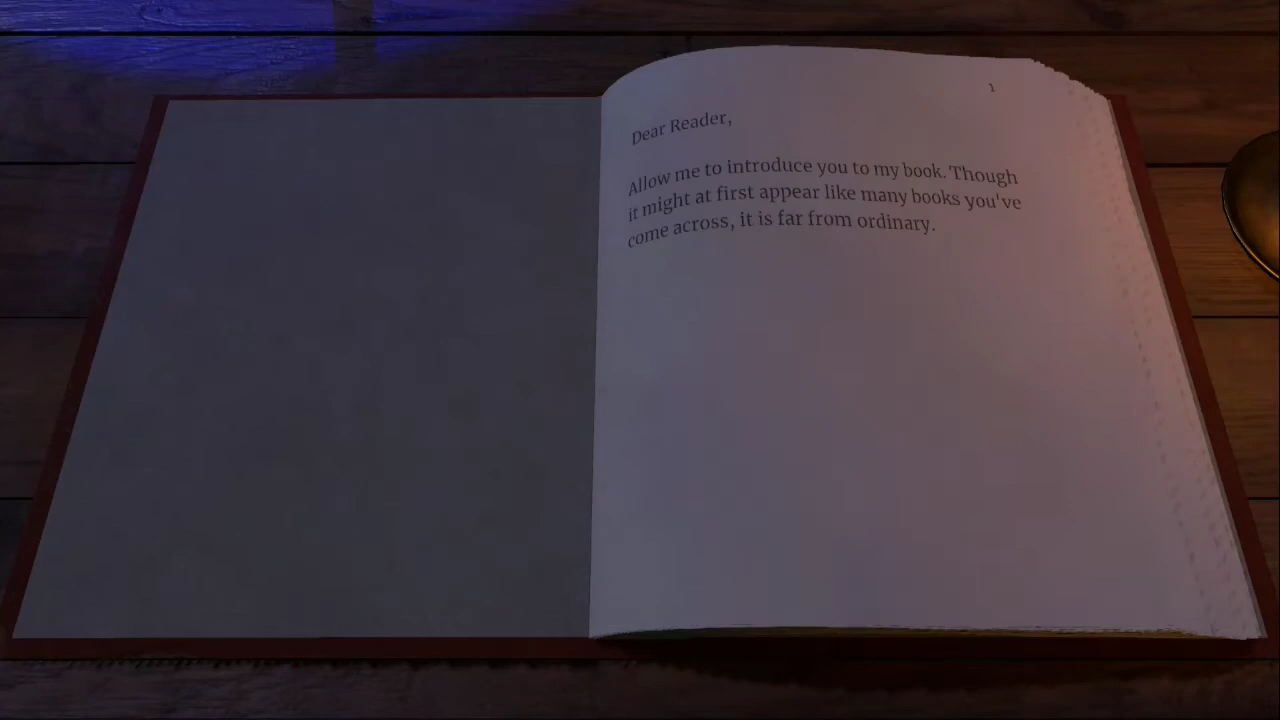 1
Dear Reader,
Allow me to introduce you to my book. Though
it might at first appear like many books you've
come across, it is far from ordinary.